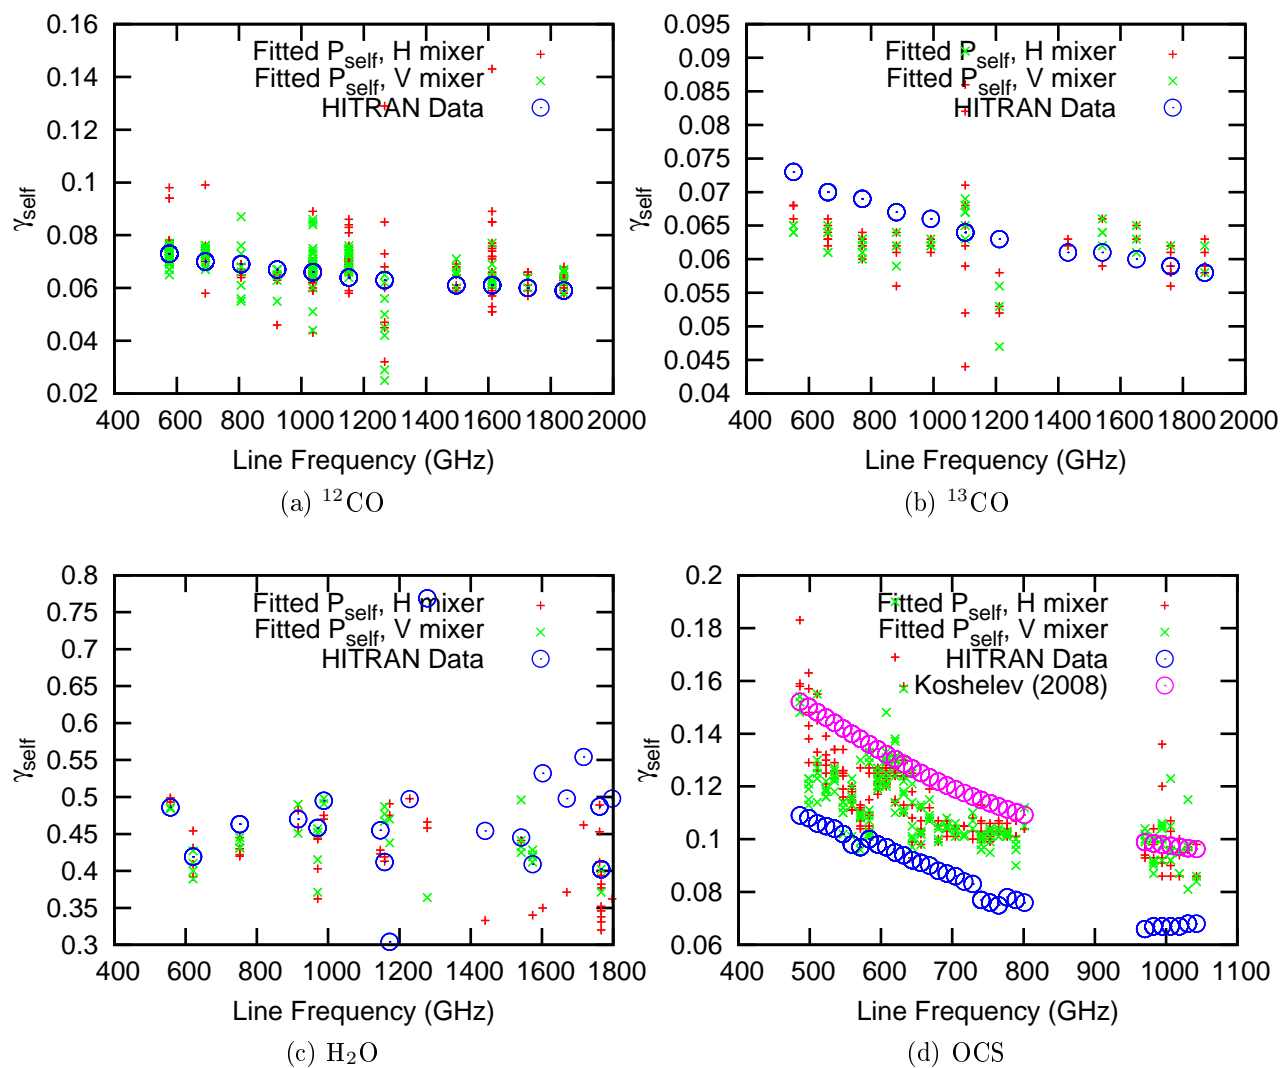 0.16
0.14
0.12
0.1
0.08
0.06
0.04
0.02
γself
Fitted Pself, H mixer
Fitted Pself, V mixer
HITRAN Data
400 600 800 1000 1200 1400 1600 1800 2000
Line Frequency (GHz)
(a) ¹²CO
0.095
0.09
0.085
0.08
0.075
0.07
0.065
0.06
0.055
0.05
0.045
0.04
γself
Fitted Pself, H mixer
Fitted Pself, V mixer
HITRAN Data
400 600 800 1000 1200 1400 1600 1800 2000
Line Frequency (GHz)
(b) ¹³CO
0.8
0.75
0.7
0.65
0.6
0.55
0.5
0.45
0.4
0.35
0.3
γself
Fitted Pself, H mixer
Fitted Pself, V mixer
HITRAN Data
400 600 800 1000 1200 1400 1600 1800
Line Frequency (GHz)
(c) H₂O
0.2
0.18
0.16
0.14
0.12
0.1
0.08
0.06
γself
Fitted Pself, H mixer
Fitted Pself, V mixer
HITRAN Data
Koshelev (2008)
400 500 600 700 800 900 1000 1100
Line Frequency (GHz)
(d) OCS